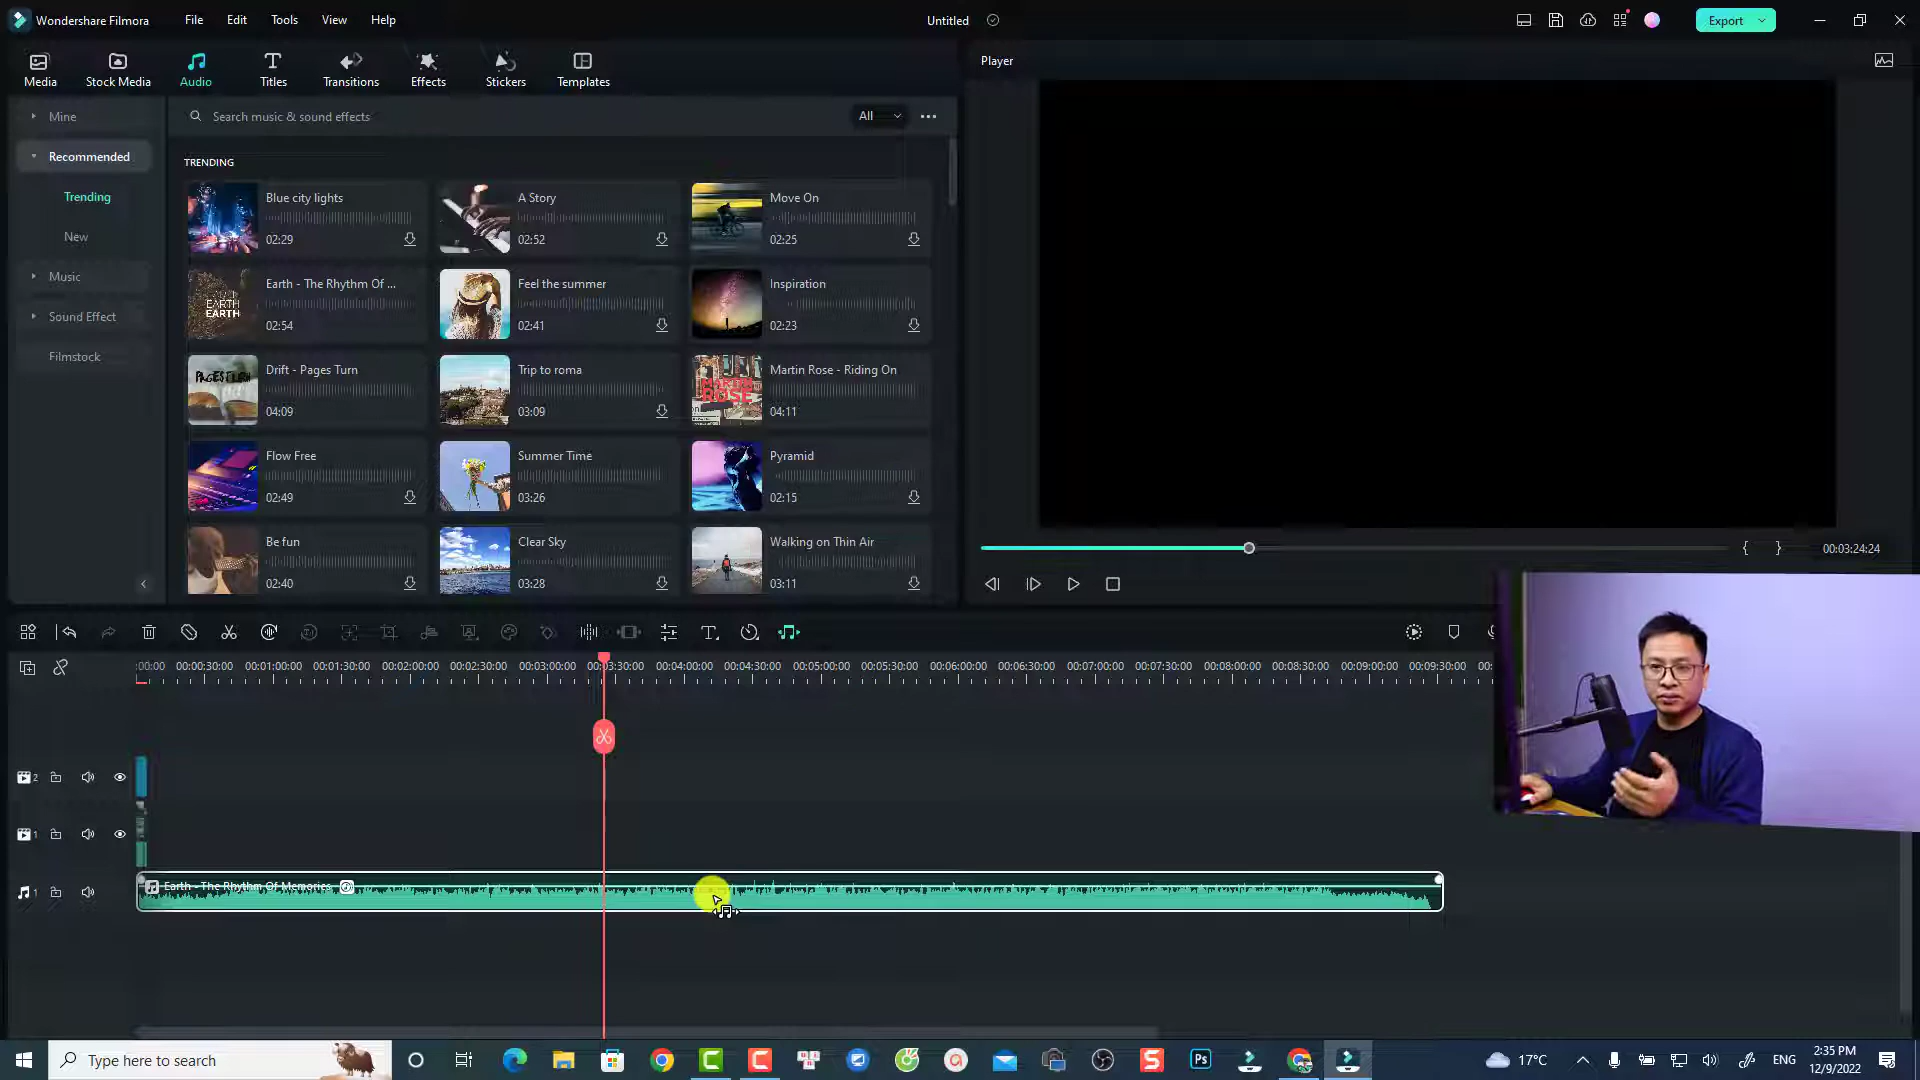 Wondershare Filmora
File
Edit
Tools
View
Help
Untitled
Export
Media
Stock Media
Audio
Titles
Transitions
Effects
Stickers
Templates
Player
Mine
Recommended
Trending
New
Music
Sound Effect
Filmstock
Search music & sound effects
All
TRENDING
Blue city lights
02:29
A Story
02:52
Move On
02:25
EARTH
EARTH
Earth - The Rhythm Of ...
02:54
Feel the summer
02:41
Inspiration
02:23
Drift - Pages Turn
04:09
Trip to roma
03:09
MARTIN
ROSE
Martin Rose - Riding On
04:11
Flow Free
02:49
Summer Time
03:26
Pyramid
02:15
Be fun
02:40
Clear Sky
03:28
Walking on Thin Air
03:11
{ }
00:03:24:24
:00:00 00:00:30:00 00:01:00:00 00:01:30:00 00:02:00:00 00:02:30:00 00:03:00:00 00:03:30:00 00:04:00:00 00:04:30:00 00:05:00:00 00:05:30:00 00:06:00:00 00:06:30:00 00:07:00:00 00:07:30:00 00:08:00:00 00:08:30:00 00:09:00:00 00:09:30:00 00:
2
1
1
Earth - The Rhythm Of Memories
Type here to search
Ps
17°C
ENG
2:35 PM
12/9/2022